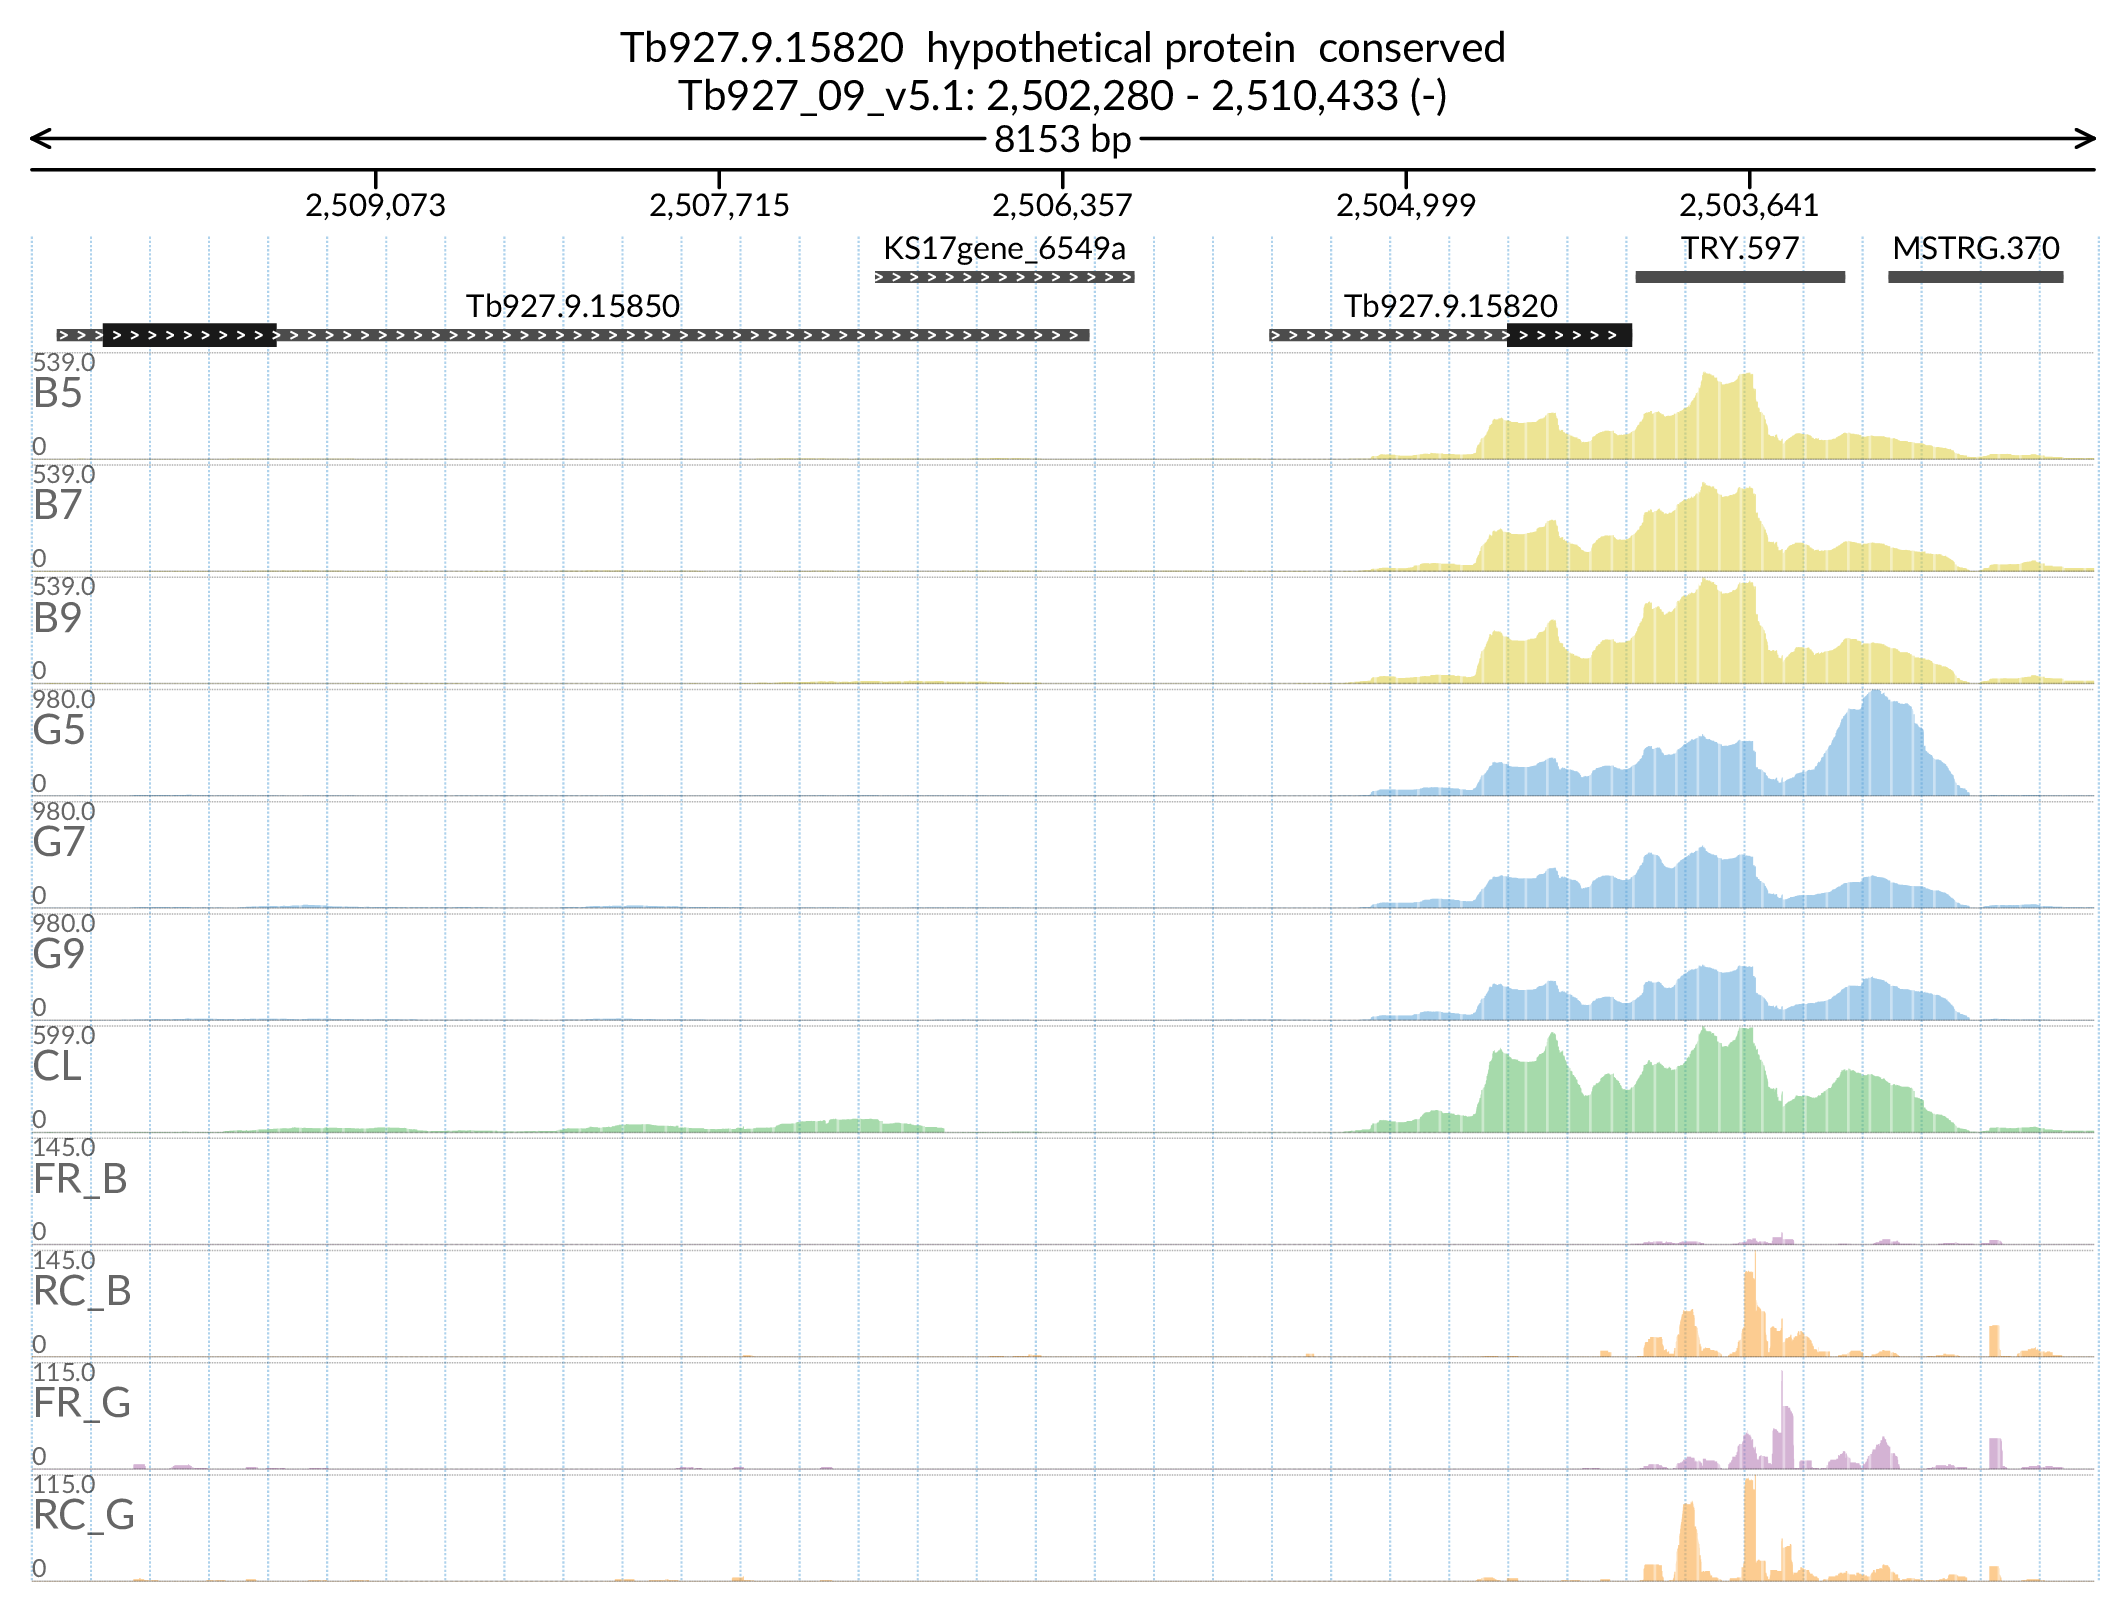 Tb927.9.15820  hypothetical protein  conserved
Tb927_09_v5.1: 2,502,280 - 2,510,433 (-)
8153 bp
2,509,073 2,507,715 2,506,357 2,504,999 2,503,641
KS17gene_6549a TRY.597 MSTRG.370
Tb927.9.15850 Tb927.9.15820
539.0
B5
0
539.0
B7
0
539.0
B9
0
980.0
G5
0
980.0
G7
0
980.0
G9
0
599.0
CL
0
145.0
FR_B
0
145.0
RC_B
0
115.0
FR_G
0
115.0
RC_G
0